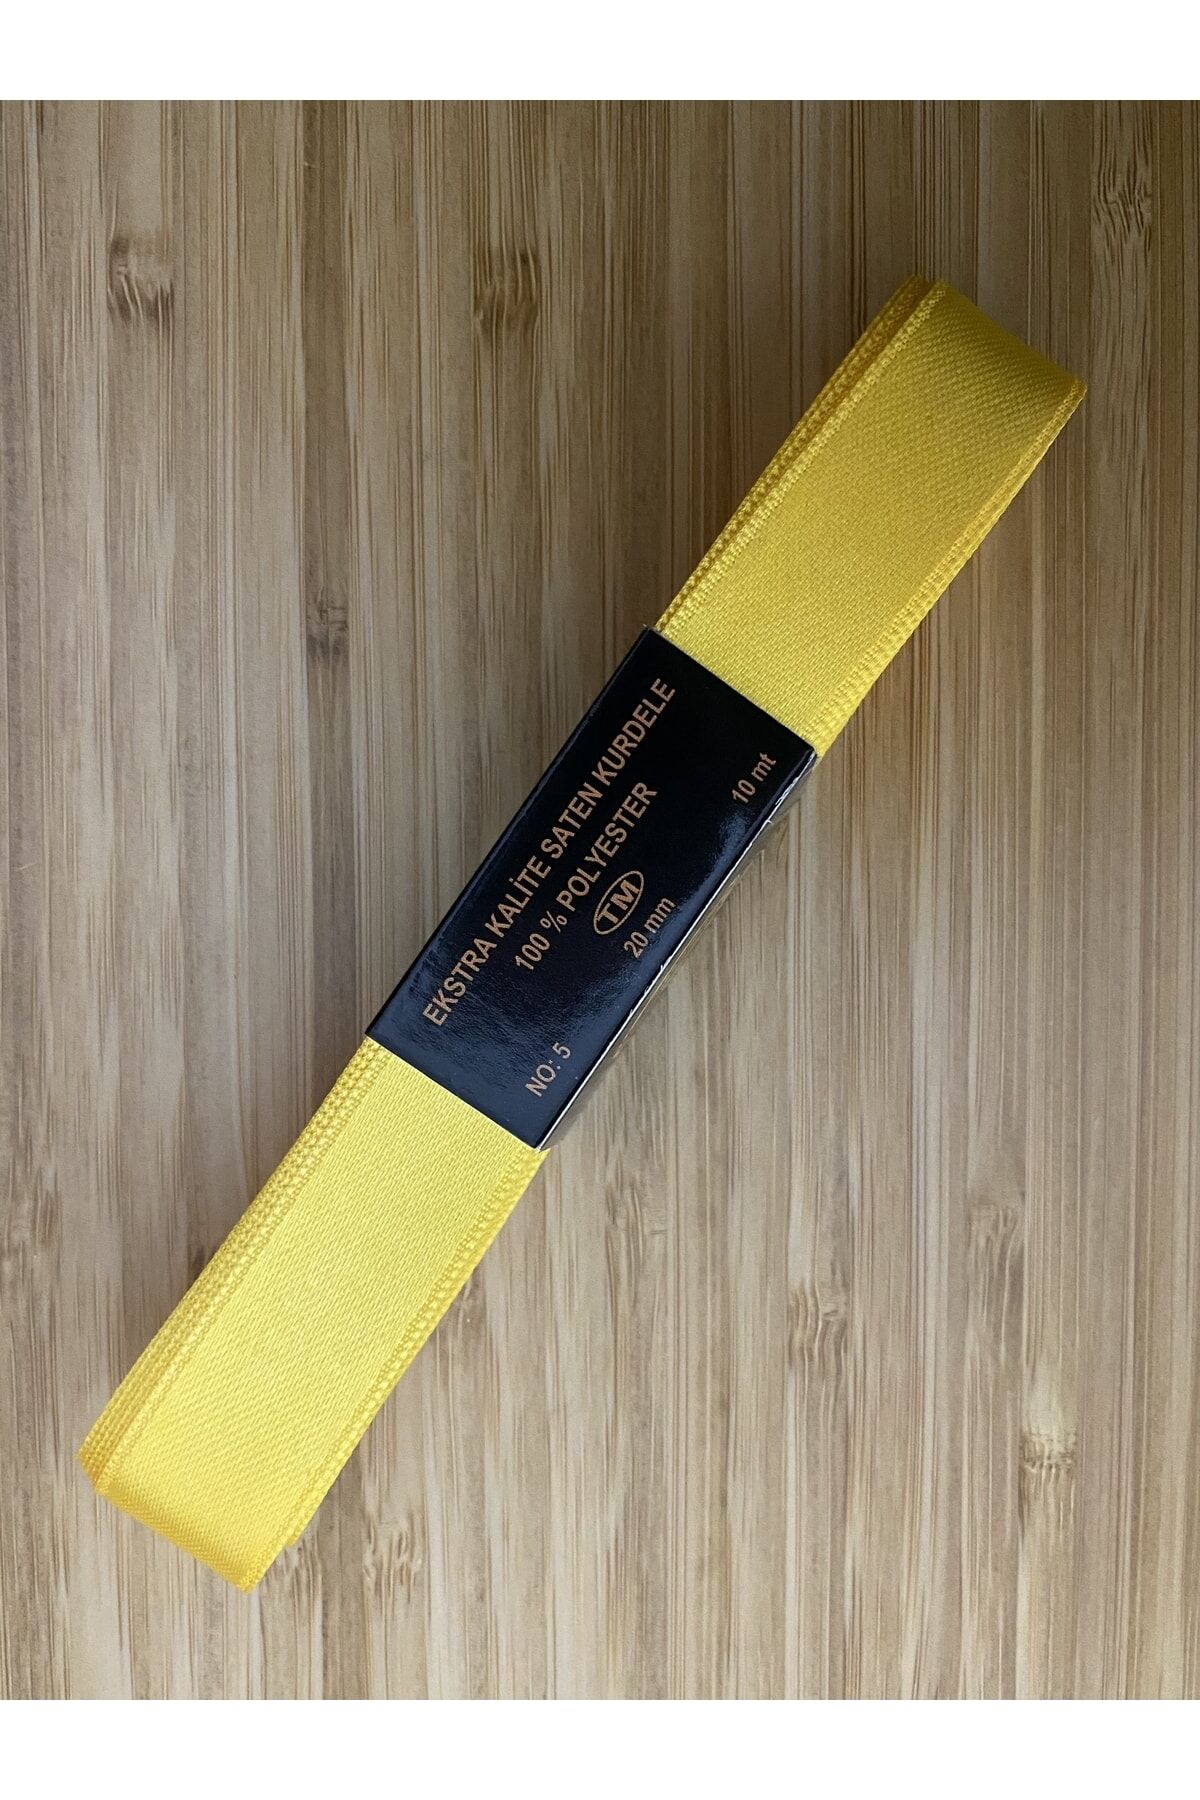 EKSTRA KALİTE SATEN KURDELE
100 % POLYESTER
TM
NO: 5 20 mm 10 mt